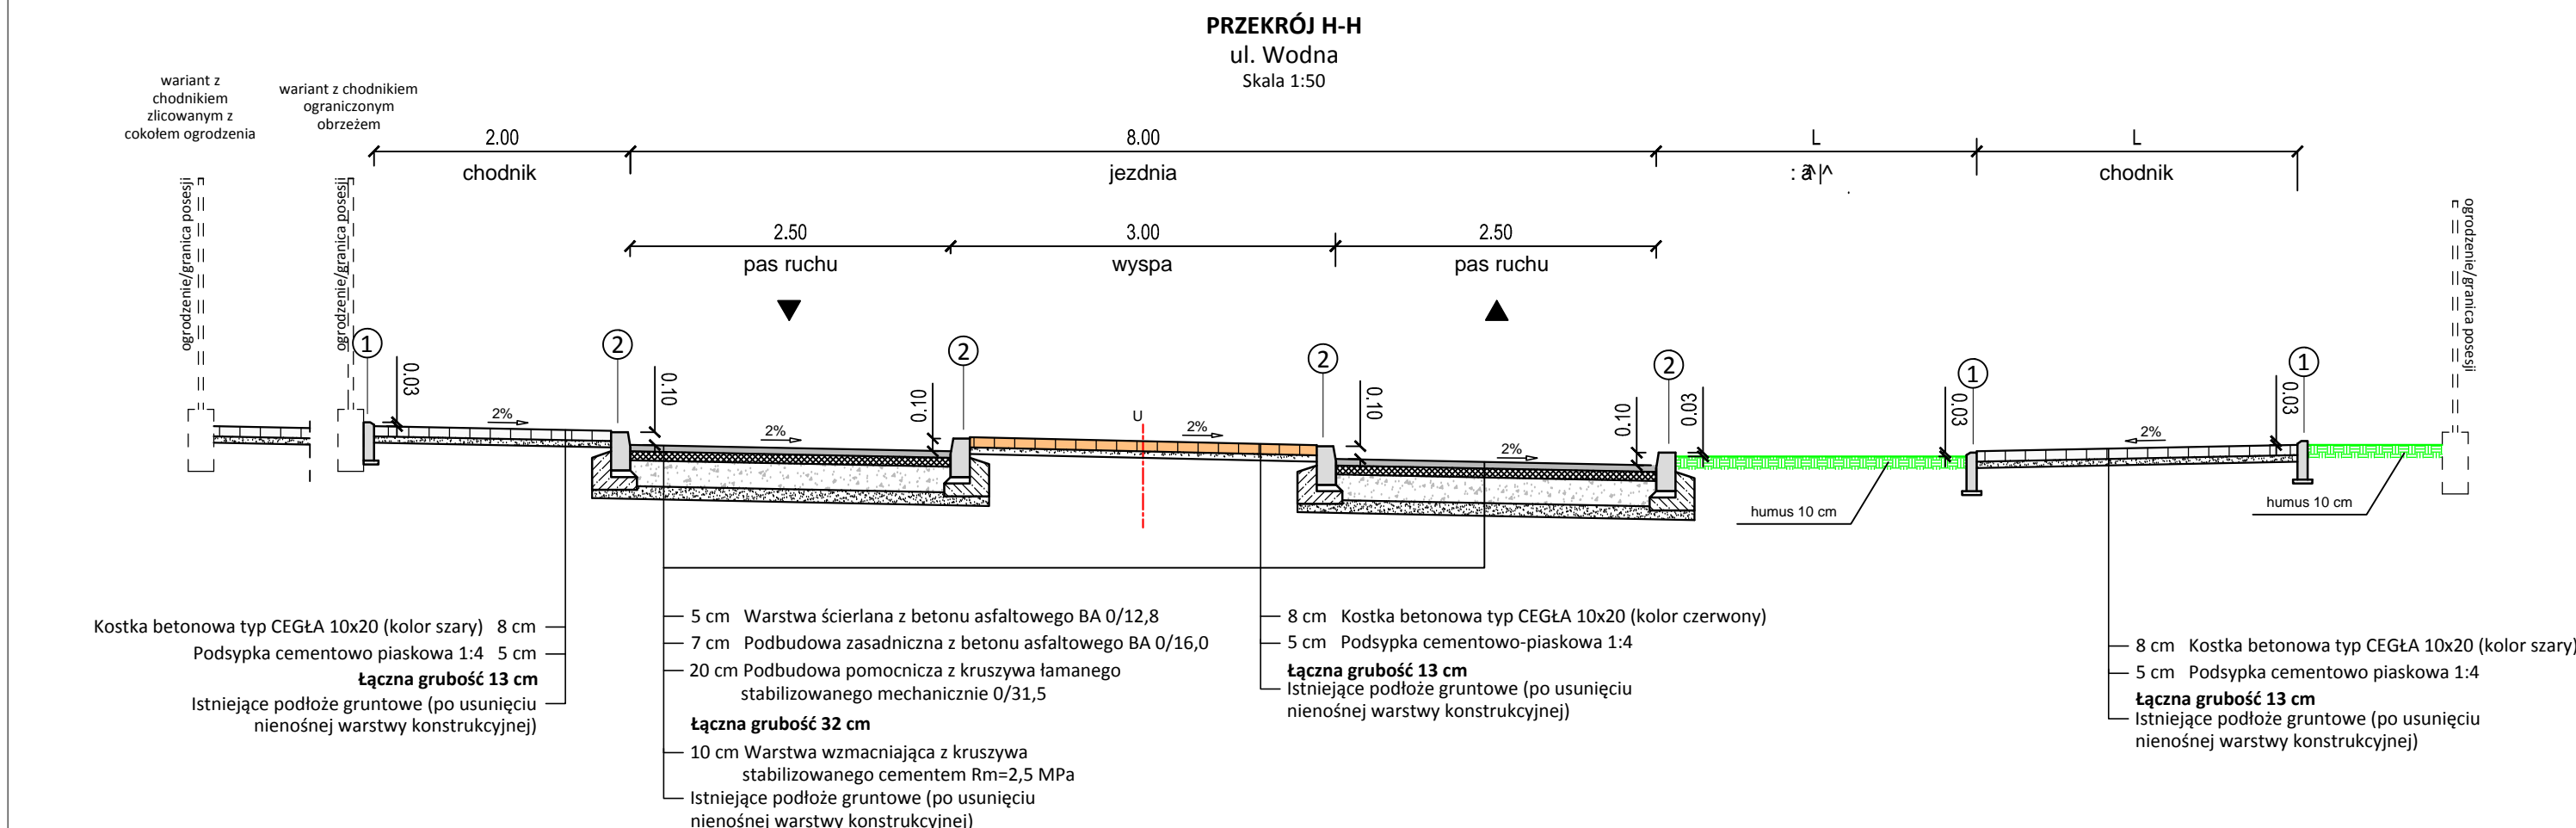 PRZEKRÓJ H-H
ul. Wodna
Skala 1:50
wariant z
chodnikiem
zlicowanym z
cokołem ogrodzenia
wariant z chodnikiem
ograniczonym
obrzeżem
2.00
8.00
L
L
chodnik
jezdnia
chodnik
2.50
3.00
2.50
pas ruchu
wyspa
pas ruchu
ogrodzenie/granica posesji
ogrodzenie/granica posesji
ogrodzenie/granica posesji
1
2
2
2
2
1
1
0.03
0.10
0.10
0.10
0.10
0.03
0.03
0.03
2%
2%
U
2%
2%
2%
humus 10 cm
humus 10 cm
Kostka betonowa typ CEGŁA 10x20 (kolor szary) 8 cm
Podsypka cementowo piaskowa 1:4 5 cm
Łączna grubość 13 cm
Istniejące podłoże gruntowe (po usunięciu
nienośnej warstwy konstrukcyjnej)
5 cm Warstwa ścierlana z betonu asfaltowego BA 0/12,8
7 cm Podbudowa zasadnicza z betonu asfaltowego BA 0/16,0
20 cm Podbudowa pomocnicza z kruszywa łamanego
stabilizowanego mechanicznie 0/31,5
Łączna grubość 32 cm
10 cm Warstwa wzmacniająca z kruszywa
stabilizowanego cementem Rm=2,5 MPa
Istniejące podłoże gruntowe (po usunięciu
nienośnej warstwy konstrukcyjnej)
8 cm Kostka betonowa typ CEGŁA 10x20 (kolor czerwony)
5 cm Podsypka cementowo-piaskowa 1:4
Łączna grubość 13 cm
Istniejące podłoże gruntowe (po usunięciu
nienośnej warstwy konstrukcyjnej)
8 cm Kostka betonowa typ CEGŁA 10x20 (kolor szary)
5 cm Podsypka cementowo piaskowa 1:4
Łączna grubość 13 cm
Istniejące podłoże gruntowe (po usunięciu
nienośnej warstwy konstrukcyjnej)